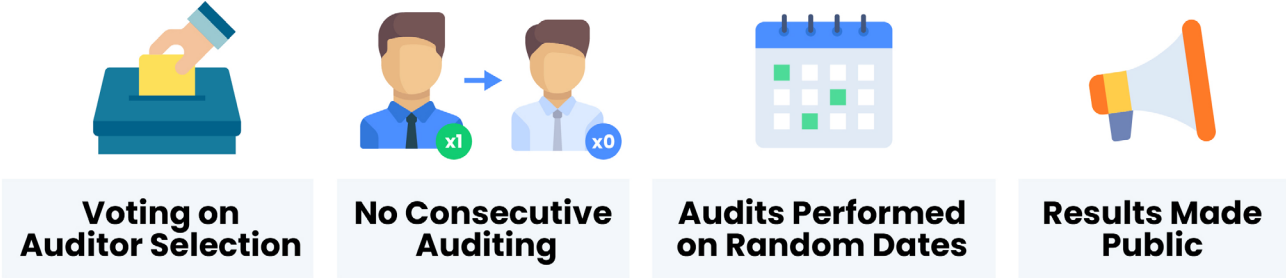 x1
x0
Voting on
Auditor Selection
No Consecutive
Auditing
Audits Performed
on Random Dates
Results Made
Public